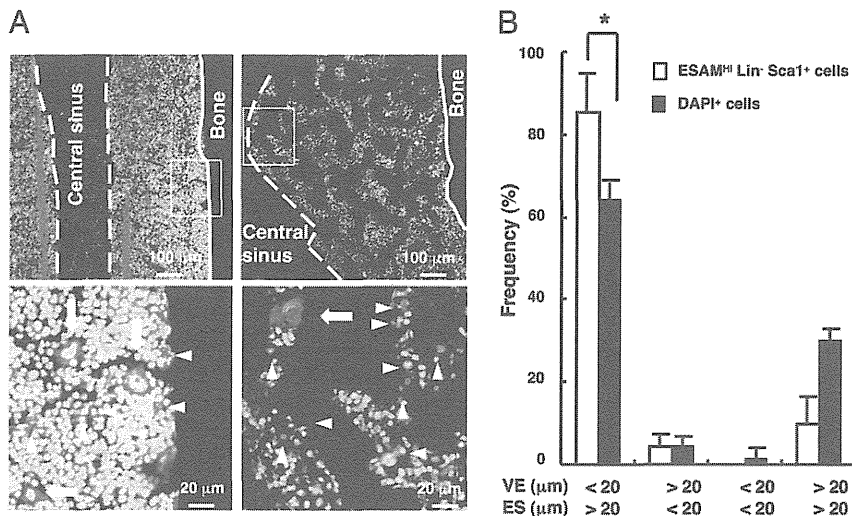 A
Central sinus
Bone
100 µm
Bone
Central
sinus
100 µm
20 µm
20 µm
B
*
ESAMᴴᴵ Lin⁻ Sca1⁺ cells
DAPI⁺ cells
Frequency (%)
100
80
60
40
20
0
VE (µm) < 20 > 20 < 20 > 20
ES (µm) > 20 < 20 < 20 > 20